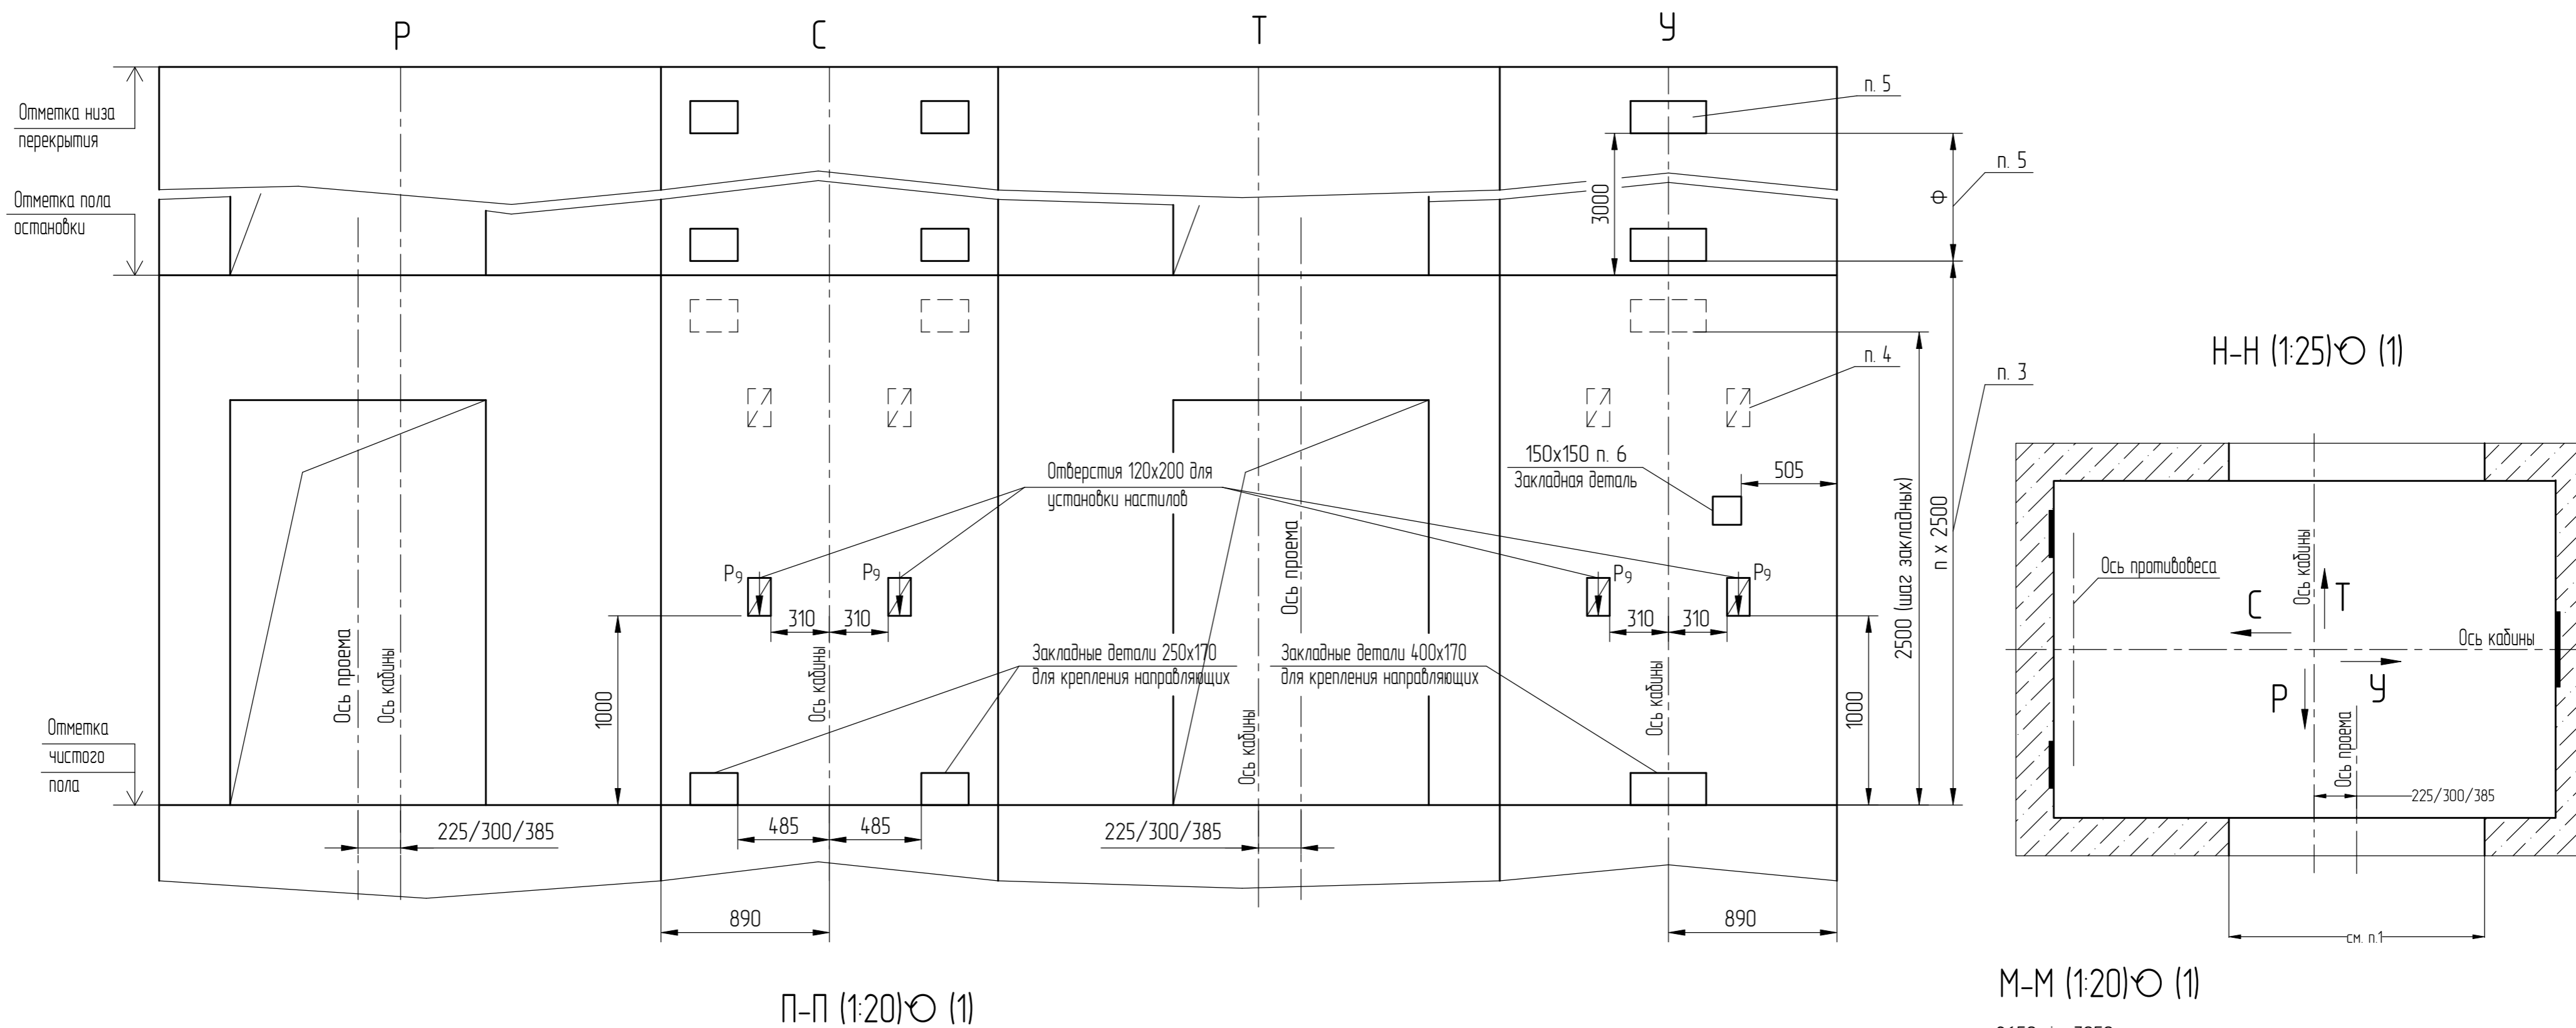 Р
С
Т
У
Отметка низа
перекрытия
Отметка пола
остановки
Отметка
чистого
пола
п. 5
п. 5
3000
Ф
п. 4
п. 3
Отверстия 120х200 для
установки настилов
150х150 п. 6
Закладная деталь
505
2500 (шаг закладных)
n х 2500
Р9
Р9
Р9
Р9
310
310
310
310
1000
1000
Ось проема
Ось кабины
Ось кабины
Ось проема
Ось кабины
Ось кабины
Закладные детали 250х170
для крепления направляющих
Закладные детали 400х170
для крепления направляющих
225/300/385
485
485
225/300/385
890
890
Н-Н (1:25) (1)
Ось противовеса
Ось кабины
С
Т
Ось кабины
Р
У
Ось проема
225/300/385
см. п.1
П-П (1:20) (1)
М-М (1:20) (1)